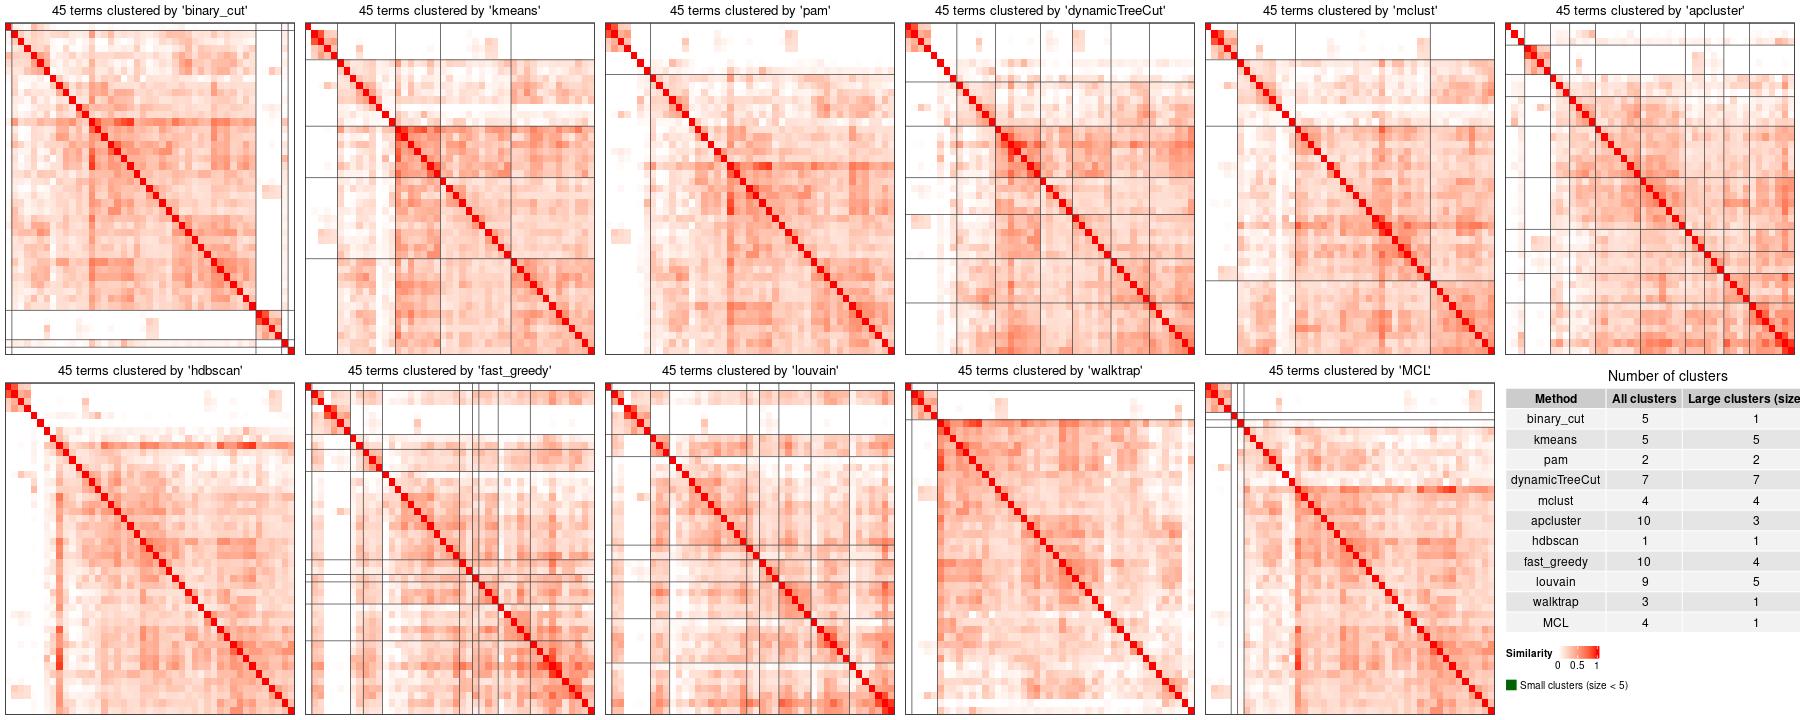 45 terms clustered by 'binary_cut'
45 terms clustered by 'kmeans'
45 terms clustered by 'pam'
45 terms clustered by 'dynamicTreeCut'
45 terms clustered by 'mclust'
45 terms clustered by 'apcluster'
45 terms clustered by 'hdbscan'
45 terms clustered by 'fast_greedy'
45 terms clustered by 'louvain'
45 terms clustered by 'walktrap'
45 terms clustered by 'MCL'
Number of clusters
Method All clusters Large clusters (size
binary_cut 5 1
kmeans 5 5
pam 2 2
dynamicTreeCut 7 7
mclust 4 4
apcluster 10 3
hdbscan 1 1
fast_greedy 10 4
louvain 9 5
walktrap 3 1
MCL 4 1
Similarity
0 0.5 1
Small clusters (size < 5)